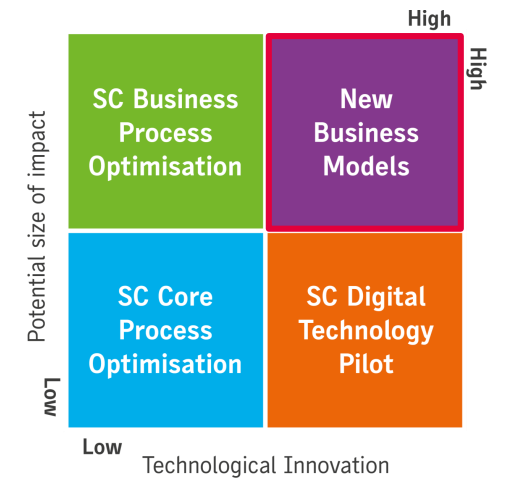 High
High
SC Business
Process
Optimisation
New
Business
Models
Potential size of impact
SC Core
Process
Optimisation
SC Digital
Technology
Pilot
Low
Low
Technological Innovation